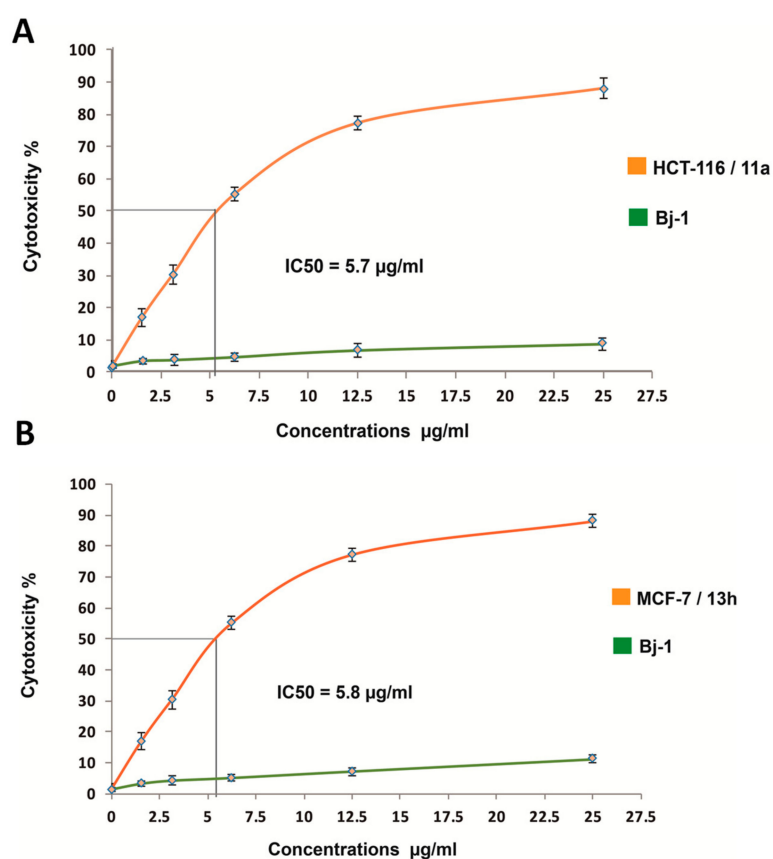 A
100
90
80
70
60
50
40
30
20
10
0
Cytotoxicity %
HCT-116 / 11a
Bj-1
IC50 = 5.7 µg/ml
0 2.5 5 7.5 10 12.5 15 17.5 20 22.5 25 27.5
Concentrations µg/ml
B
100
90
80
70
60
50
40
30
20
10
0
Cytotoxicity %
MCF-7 / 13h
Bj-1
IC50 = 5.8 µg/ml
0 2.5 5 7.5 10 12.5 15 17.5 20 22.5 25 27.5
Concentrations µg/ml